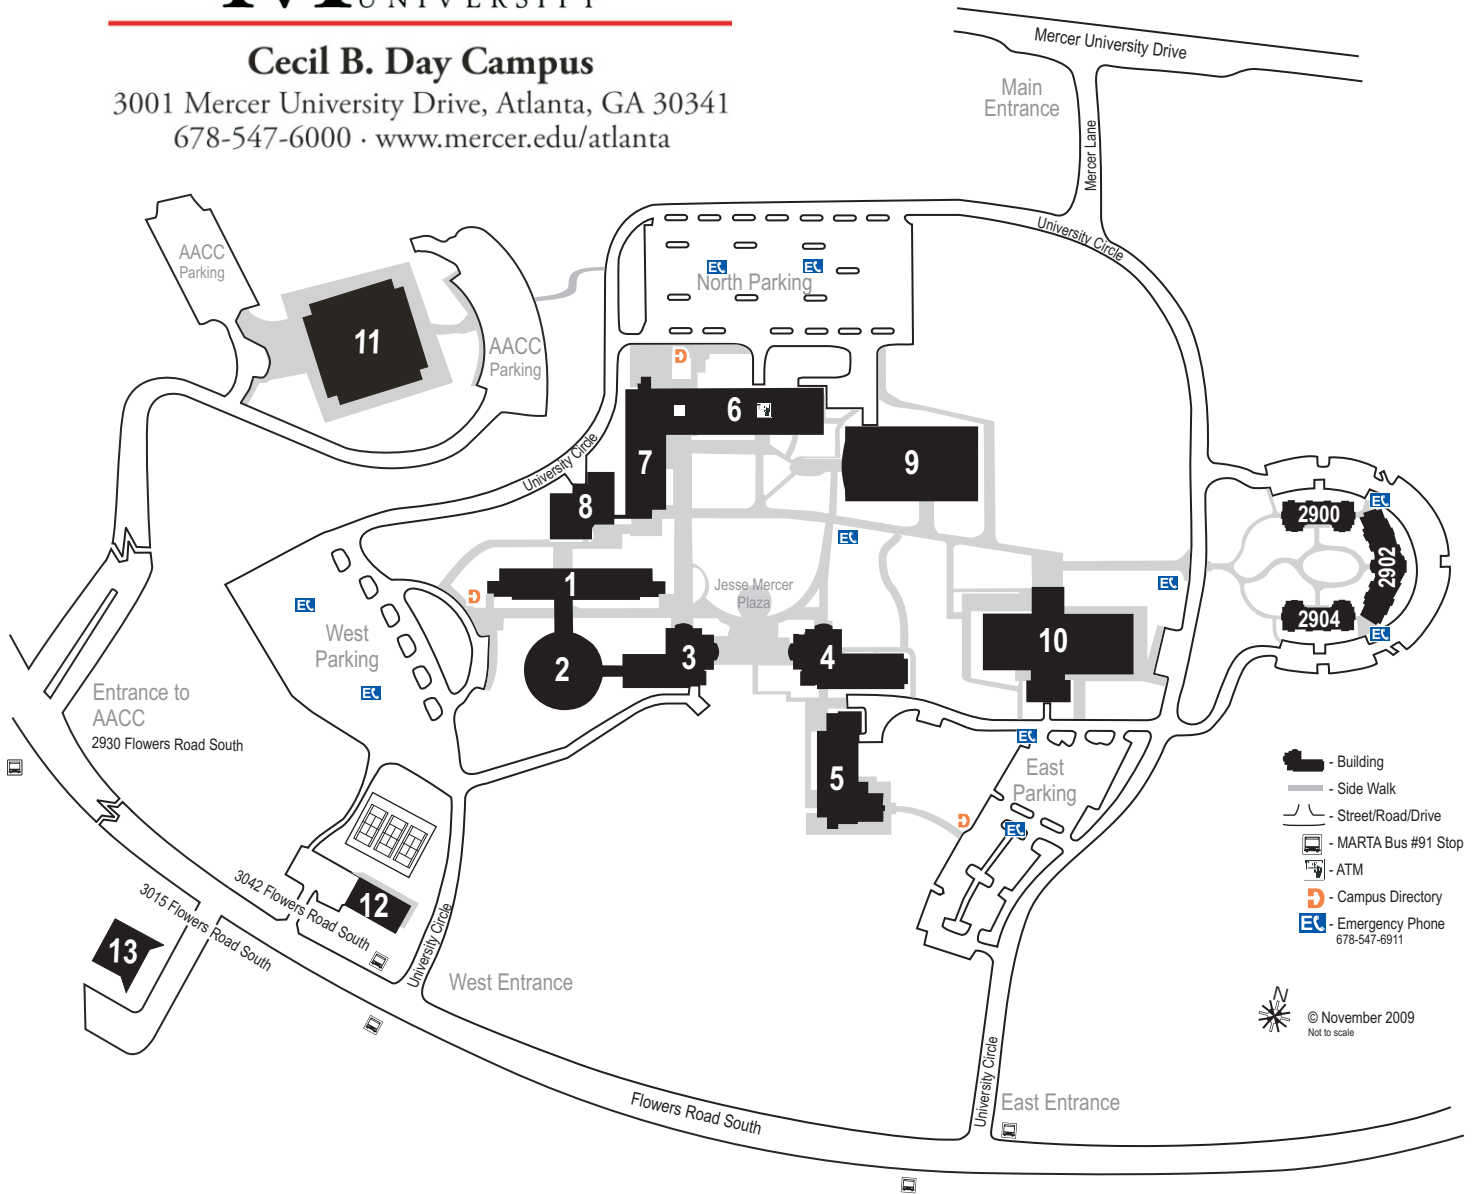 UNIVERSITY
Cecil B. Day Campus
3001 Mercer University Drive, Atlanta, GA 30341
678-547-6000 · www.mercer.edu/atlanta
Mercer University Drive
Main
Entrance
Mercer Lane
University Circle
AACC
Parking
North Parking
11
AACC
Parking
D
6
7
9
University Circle
8
2900
2902
2904
1
Jesse Mercer
Plaza
D
West
Parking
2
3
4
10
Entrance to
AACC
2930 Flowers Road South
5
East
Parking
D
- Building
- Side Walk
- Street/Road/Drive
- MARTA Bus #91 Stop
- ATM
D - Campus Directory
E - Emergency Phone
678-547-6911
3042 Flowers Road South
12
3015 Flowers Road South
13
University Circle
West Entrance
N
© November 2009
Not to scale
University Circle
East Entrance
Flowers Road South